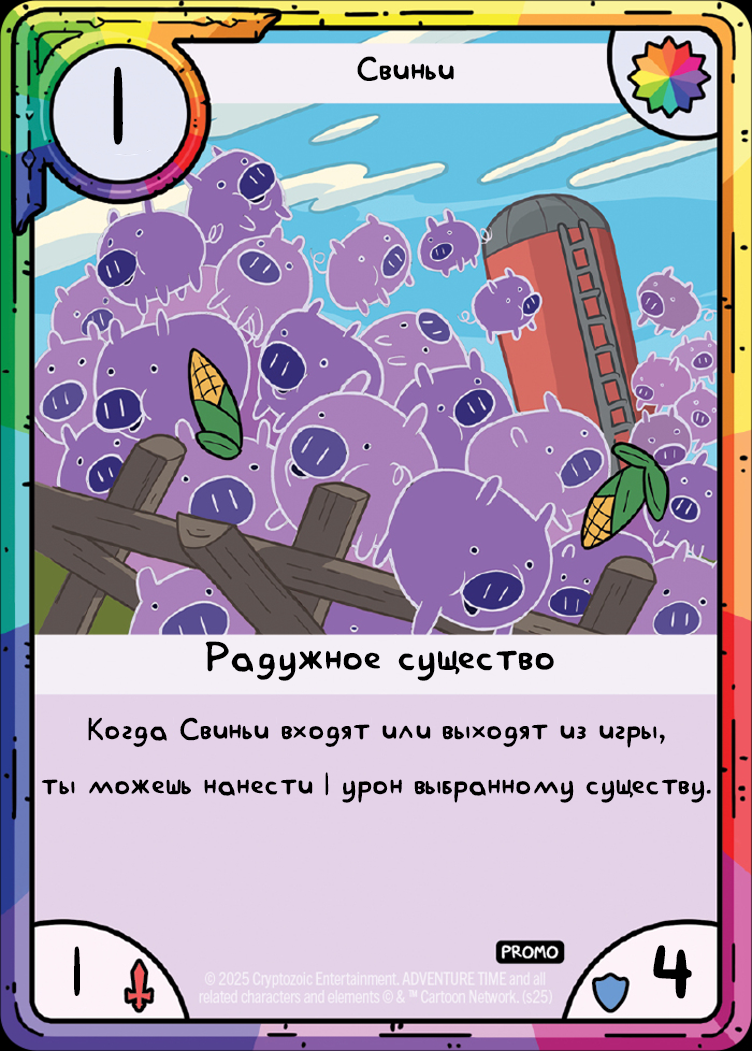 1
Свиньи
Радужное существо
Когда Свиньи входят или выходят из игры,
ты можешь нанести 1 урон выбранному существу.
PROMO
1
4
© 2025 Cryptozoic Entertainment. ADVENTURE TIME and all
related characters and elements © & ™ Cartoon Network. (s25)